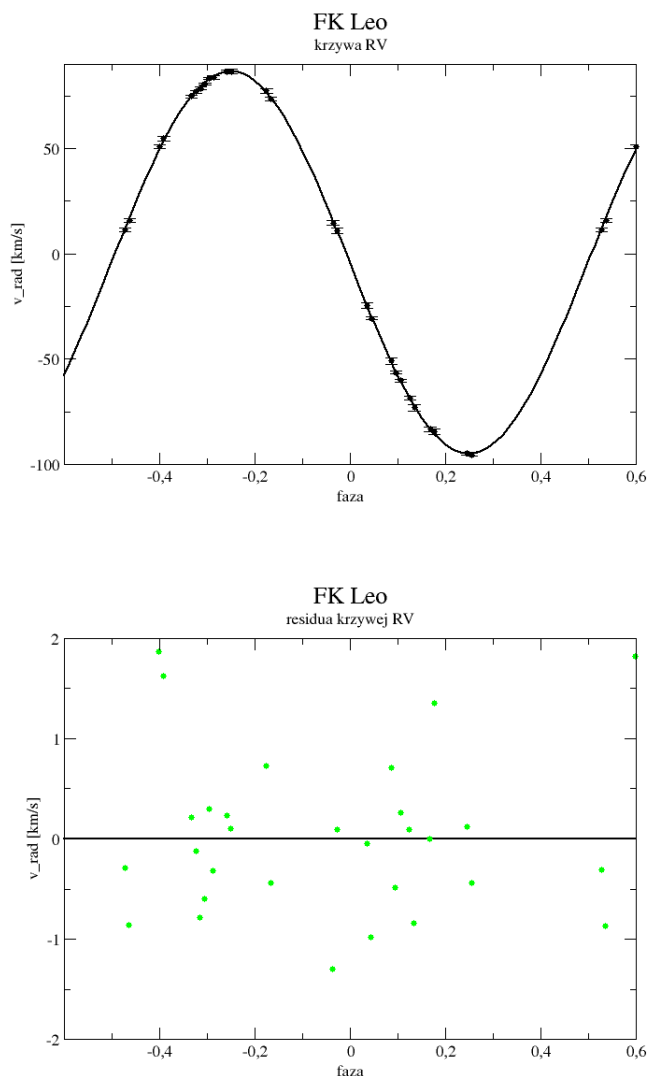 FK Leo
krzywa RV
v_rad [km/s]
50
0
-50
-100
-0,4
-0,2
0
0,2
0,4
0,6
faza
FK Leo
residua krzywej RV
v_rad [km/s]
2
1
0
-1
-2
-0,4
-0,2
0
0,2
0,4
0,6
faza